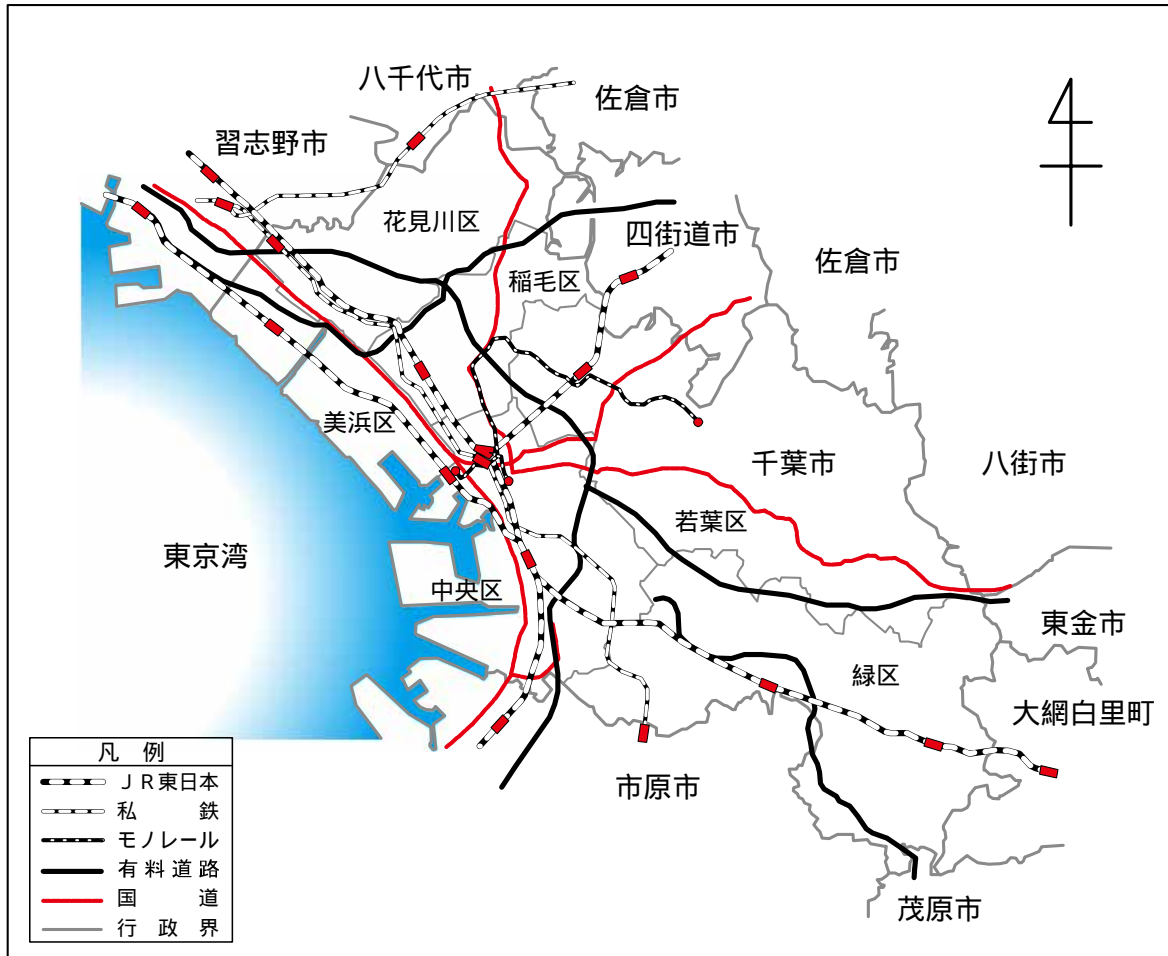 八千代市
佐倉市
習志野市
花見川区
四街道市
佐倉市
稲毛区
美浜区
千葉市
八街市
若葉区
東京湾
中央区
東金市
緑区
大網白里町
市原市
茂原市
凡 例
ＪＲ東日本
私 鉄
モノレール
有料道路
国 道
行 政 界